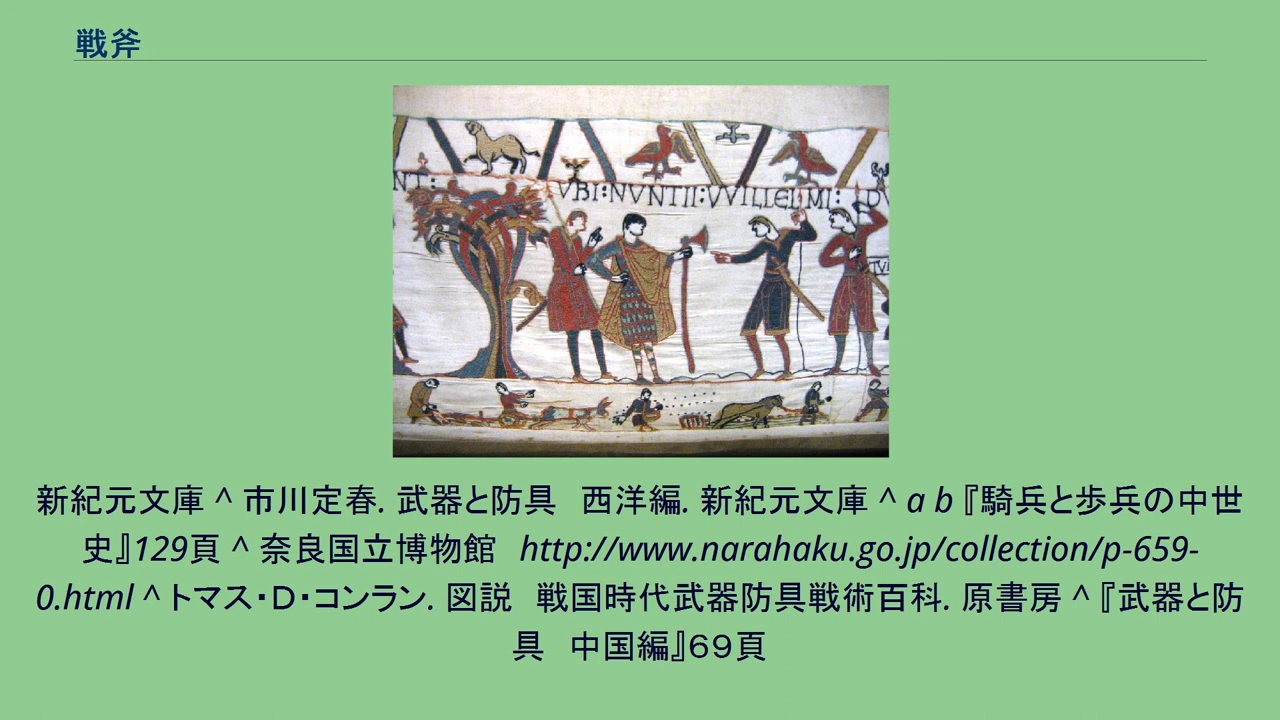 戦斧
NT:
VBI:NVNTII:VVILLELMI:
新紀元文庫 ^ 市川定春. 武器と防具　西洋編. 新紀元文庫 ^ a b『騎兵と歩兵の中世
史』129頁 ^ 奈良国立博物館　http://www.narahaku.go.jp/collection/p-659-
0.html ^ トマス・Ｄ・コンラン. 図説　戦国時代武器防具戦術百科. 原書房 ^『武器と防
具　中国編』６９頁